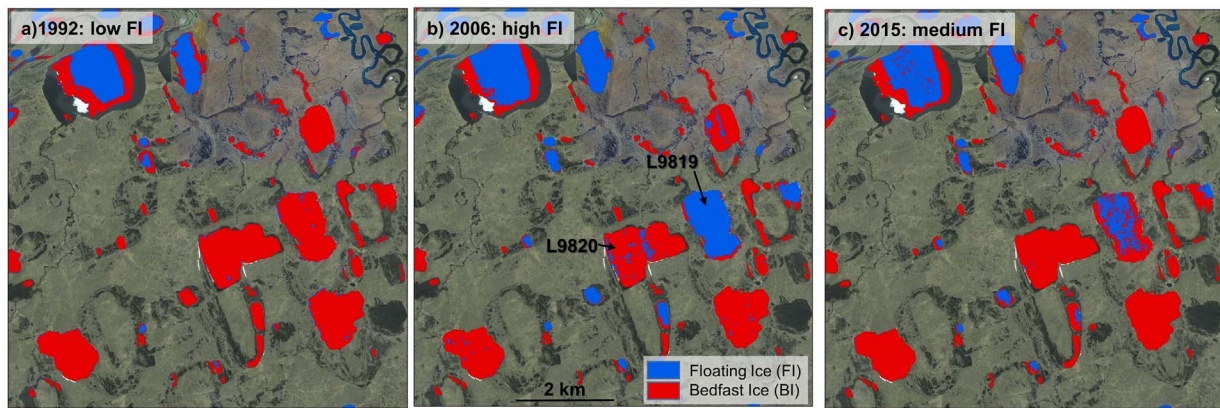 a)1992: low FI
b) 2006: high FI
c) 2015: medium FI
L9819
L9820
Floating Ice (FI)
Bedfast Ice (BI)
2 km